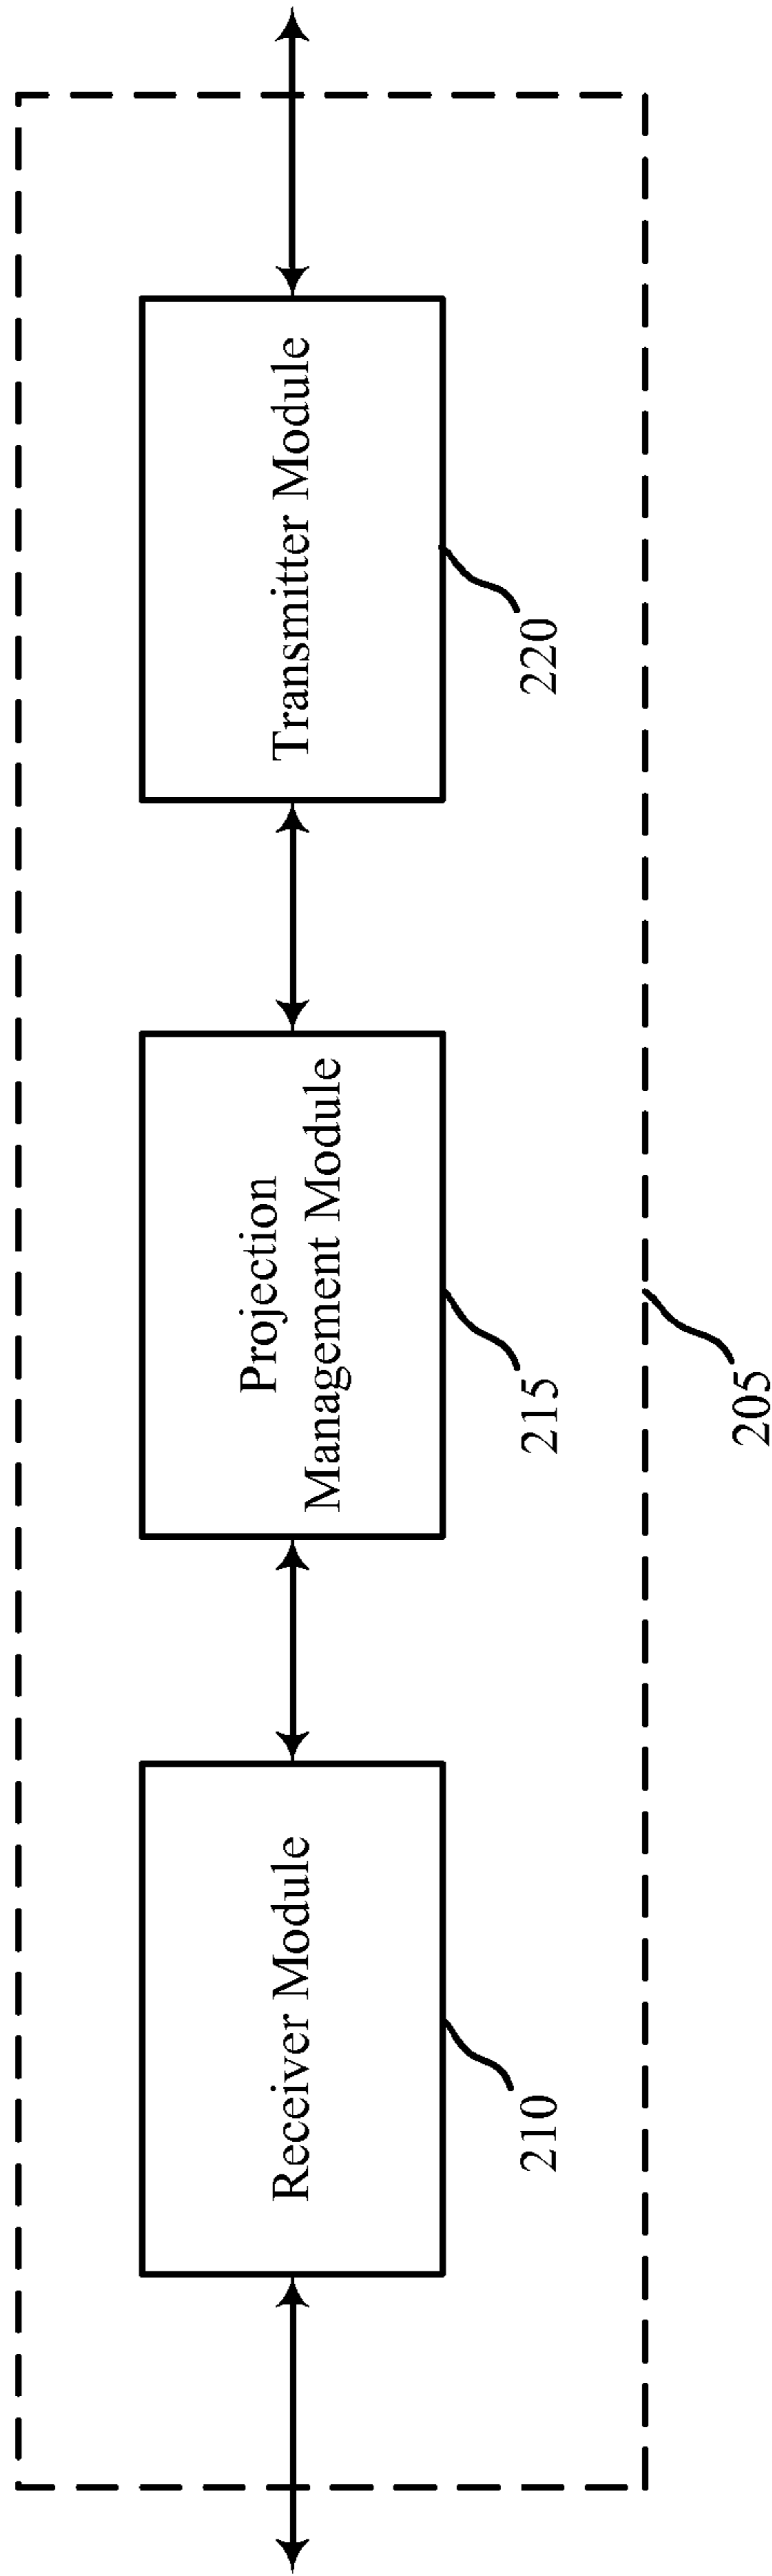 Receiver Module
210
Projection
Management Module
215
Transmitter Module
220
205